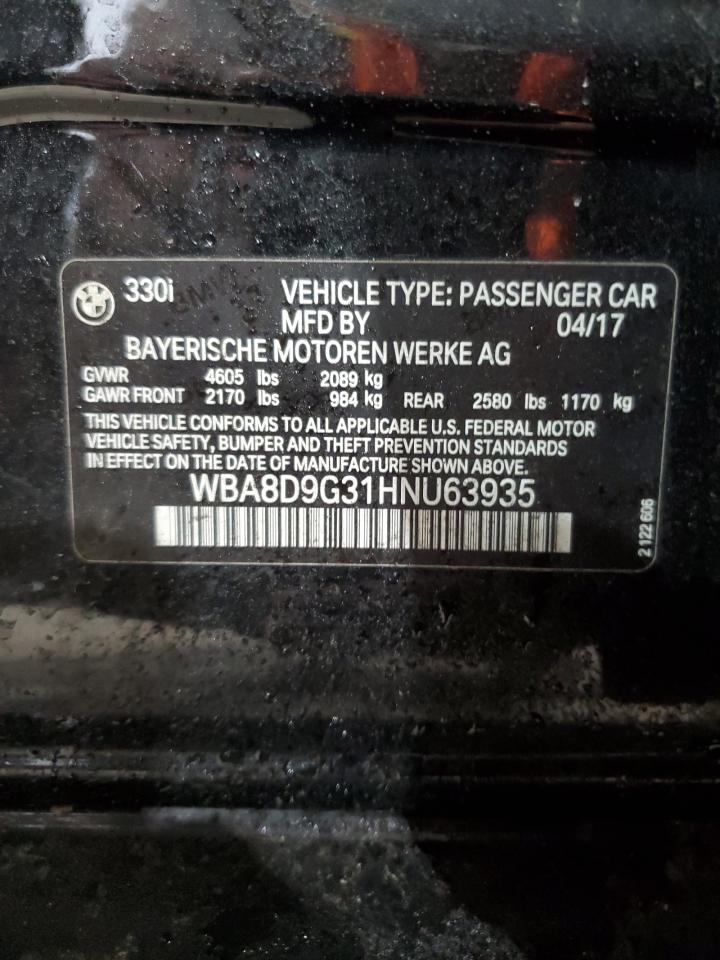 330i VEHICLE TYPE: PASSENGER CAR
MFD BY 04/17
BAYERISCHE MOTOREN WERKE AG
GVWR 4605 lbs 2089 kg
GAWR FRONT 2170 lbs 984 kg REAR 2580 lbs 1170 kg
THIS VEHICLE CONFORMS TO ALL APPLICABLE U.S. FEDERAL MOTOR
VEHICLE SAFETY, BUMPER AND THEFT PREVENTION STANDARDS
IN EFFECT ON THE DATE OF MANUFACTURE SHOWN ABOVE.
WBA8D9G31HNU63935
2 122 606